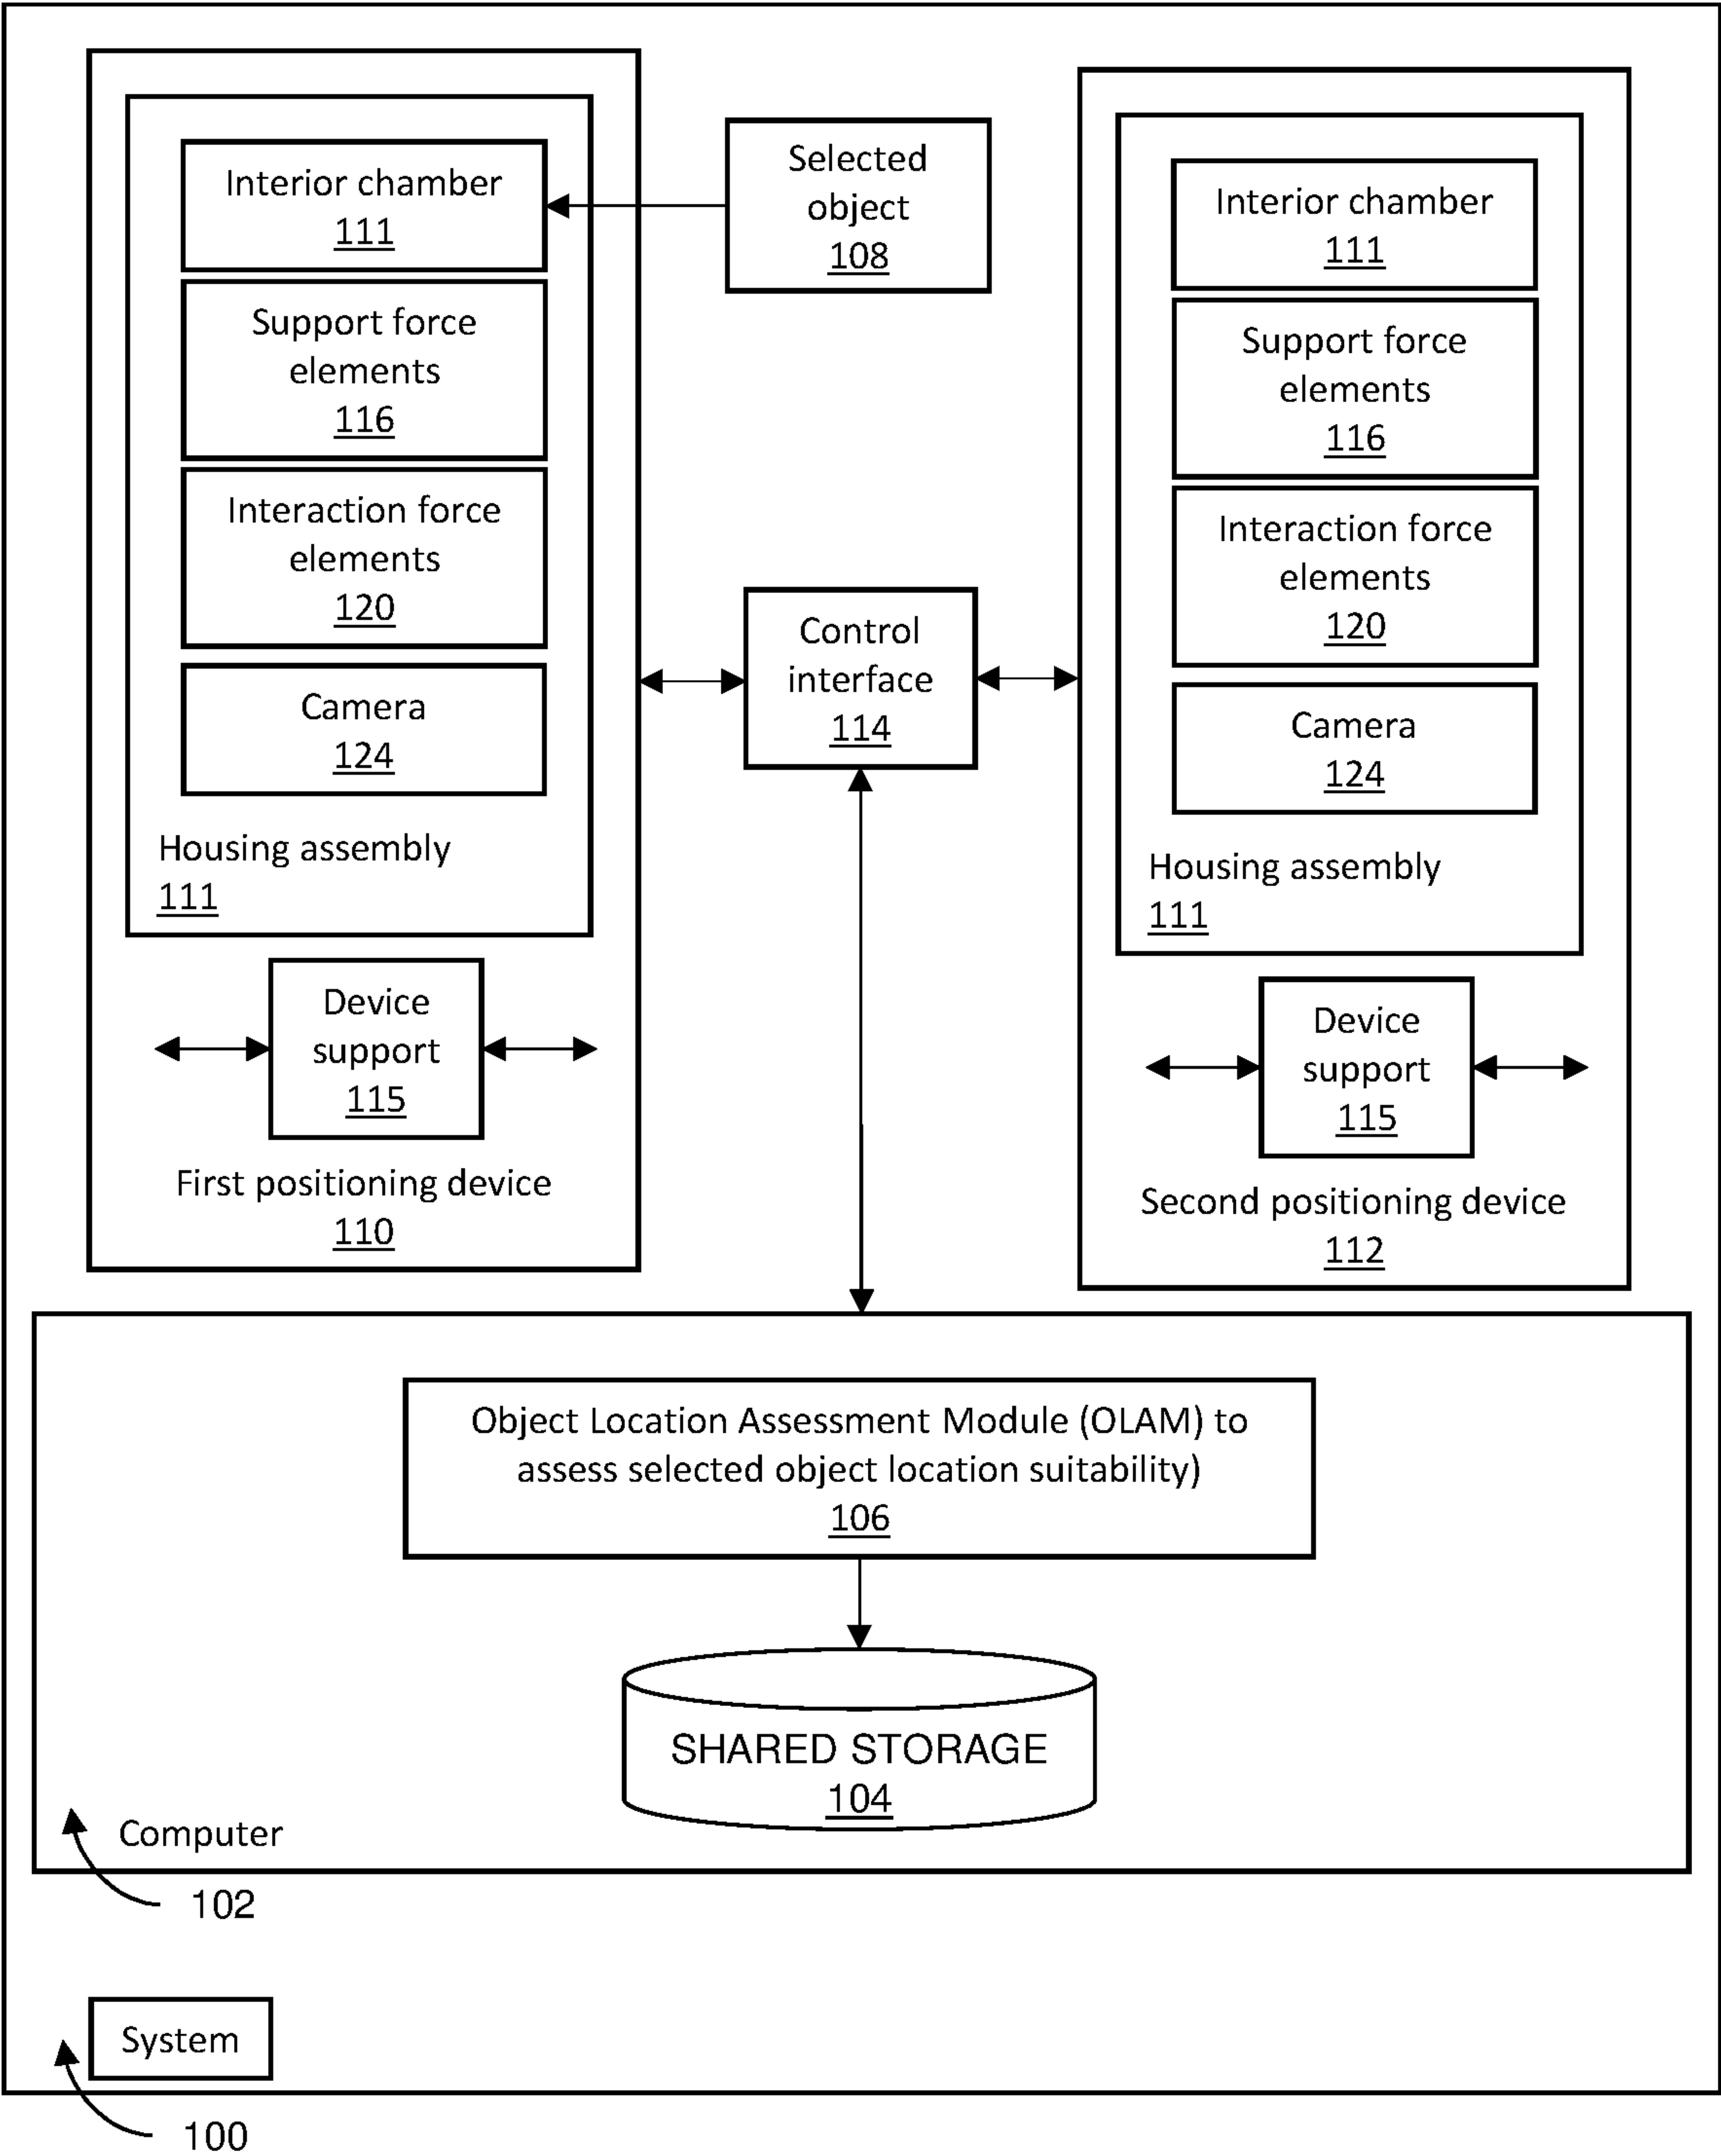 Interior chamber
111
Support force
elements
116
Interaction force
elements
120
Camera
124
Housing assembly
111
Device
support
115
First positioning device
110
Selected
object
108
Control
interface
114
Interior chamber
111
Support force
elements
116
Interaction force
elements
120
Camera
124
Housing assembly
111
Device
support
115
Second positioning device
112
Object Location Assessment Module (OLAM) to
assess selected object location suitability)
106
SHARED STORAGE
104
Computer
102
System
100